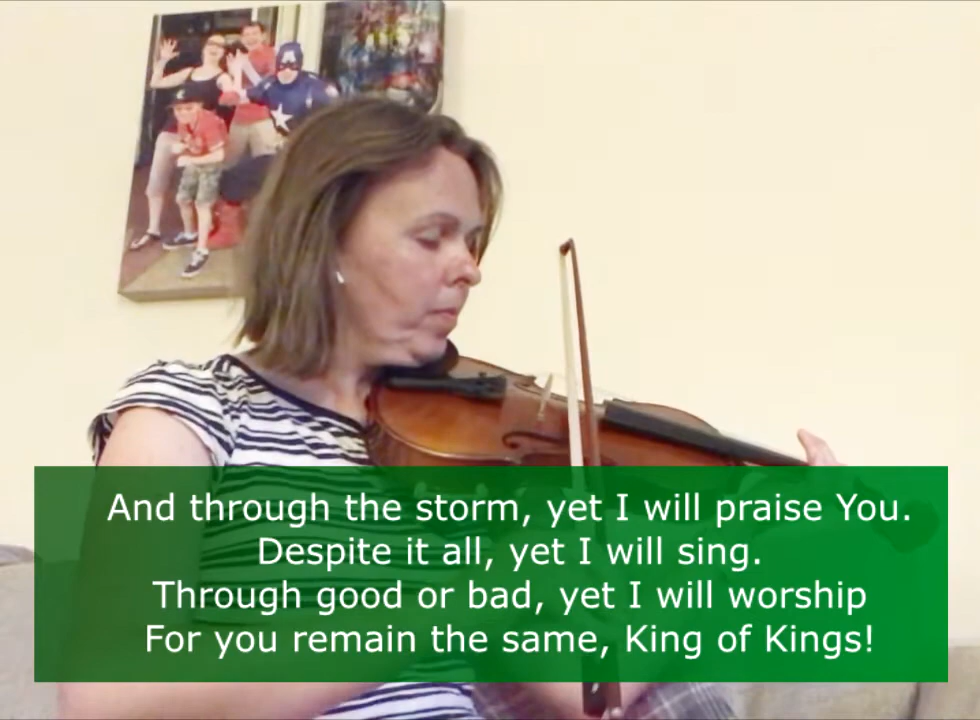 And through the storm, yet I will praise You.
Despite it all, yet I will sing.
Through good or bad, yet I will worship
For you remain the same, King of Kings!